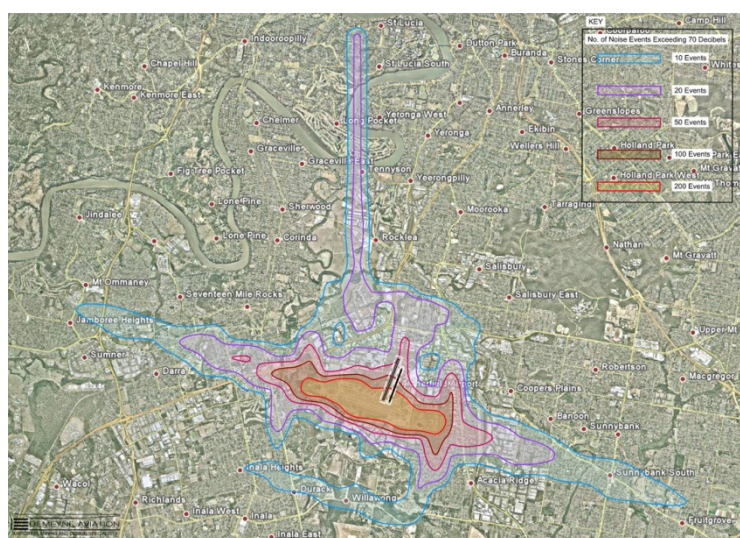 KEY
No. of Noise Events Exceeding 70 Decibels
10 Events
20 Events
50 Events
100 Events
200 Events
St Lucia
Camp Hill
Indooroopilly
Dutton Park
Buranda
Chapel Hill
St Lucia South
Stones Corner
Kenmore
Kenmore East
Long Pocket
Yeronga West
Annerley
Greenslopes
Chelmer
Yeronga
Ekibin
Graceville
Wellers Hill
Holland Park
Graceville East
Mt Gravatt
Fig Tree Pocket
Tennyson
Yeerongpilly
Holland Park West
Lone Pine
Sherwood
Moorooka
Tarragindi
Jindalee
Lone Pine
Corinda
Rocklea
Nathan
Mt Gravatt
Salisbury
Mt Ommaney
Seventeen Mile Rocks
Salisbury East
Jamboree Heights
Upper Mt
Sumner
Darra
Robertson
Macgregor
Coopers Plains
Banoon
Sunnybank
Inala Heights
Sunnybank South
Wacol
Durack
Acacia Ridge
Richlands
Willawong
Inala West
Inala
Fruitgrove
Inala East
REHBEIN AVIATION